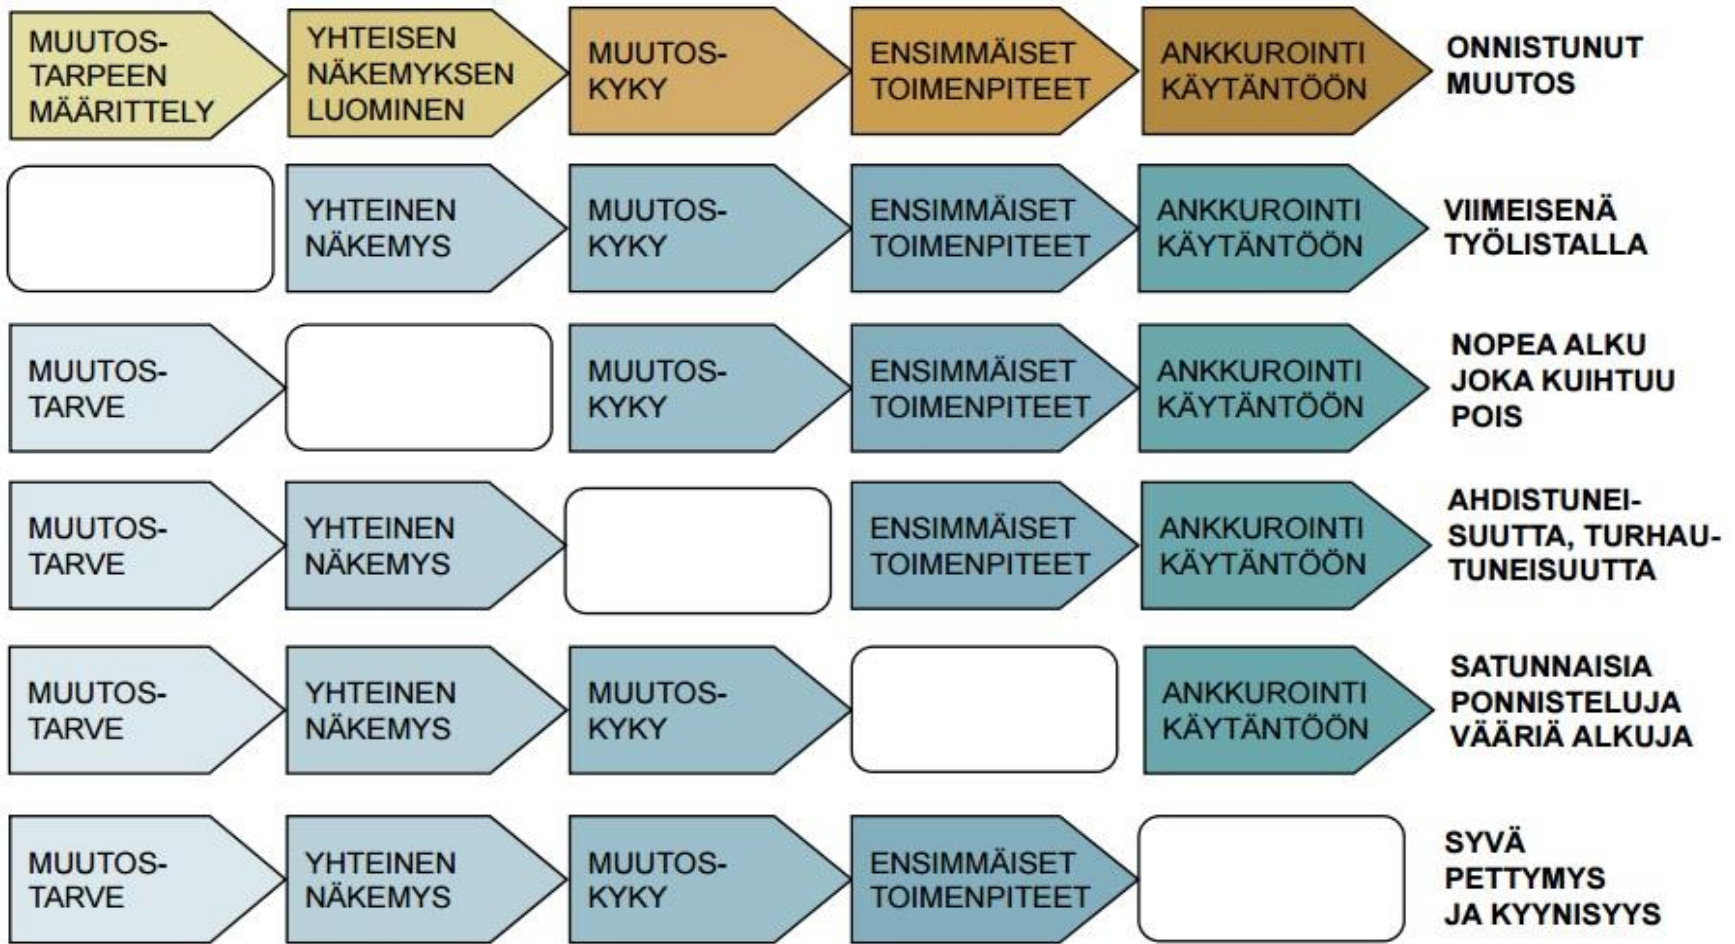 MUUTOS-
TARPEEN
MÄÄRITTELY
YHTEISEN
NÄKEMYKSEN
LUOMINEN
MUUTOS-
KYKY
ENSIMMÄISET
TOIMENPITEET
ANKKUROINTI
KÄYTÄNTÖÖN
ONNISTUNUT
MUUTOS
YHTEINEN
NÄKEMYS
MUUTOS-
KYKY
ENSIMMÄISET
TOIMENPITEET
ANKKUROINTI
KÄYTÄNTÖÖN
VIIMEISENÄ
TYÖLISTALLA
MUUTOS-
TARVE
MUUTOS-
KYKY
ENSIMMÄISET
TOIMENPITEET
ANKKUROINTI
KÄYTÄNTÖÖN
NOPEA ALKU
JOKA KUIHTUU
POIS
MUUTOS-
TARVE
YHTEINEN
NÄKEMYS
ENSIMMÄISET
TOIMENPITEET
ANKKUROINTI
KÄYTÄNTÖÖN
AHDISTUNEI-
SUUTTA, TURHAU-
TUNEISUUTTA
MUUTOS-
TARVE
YHTEINEN
NÄKEMYS
MUUTOS-
KYKY
ANKKUROINTI
KÄYTÄNTÖÖN
SATUNNAISIA
PONNISTELUJA
VÄÄRIÄ ALKUJA
MUUTOS-
TARVE
YHTEINEN
NÄKEMYS
MUUTOS-
KYKY
ENSIMMÄISET
TOIMENPITEET
SYVÄ
PETTYMYS
JA KYYNISYYS